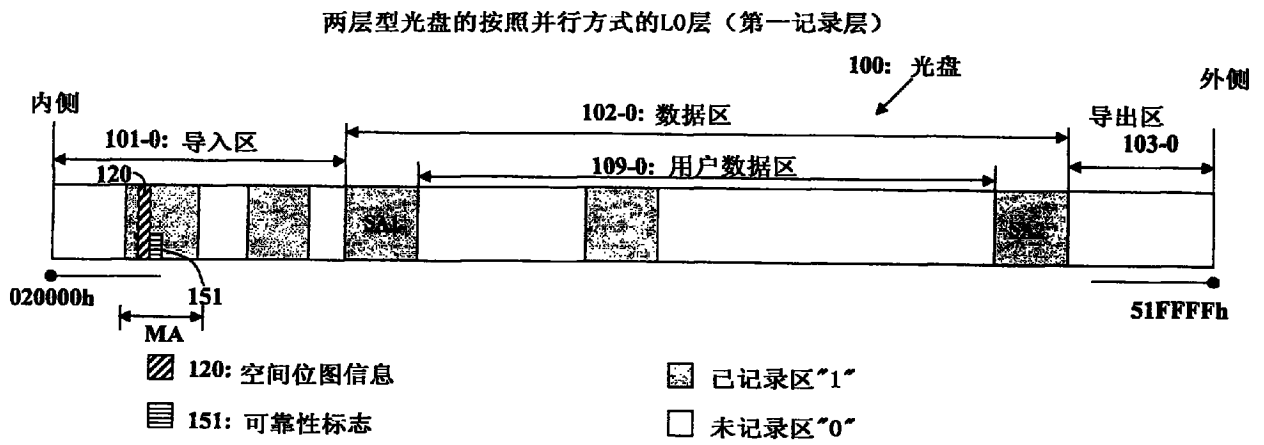 两层型光盘的按照并行方式的L0层（第一记录层）
100: 光盘
内侧
外侧
102-0: 数据区
导出区
101-0: 导入区
103-0
120
109-0: 用户数据区
SA1
020000h
151
51FFFFh
MA
120: 空间位图信息
已记录区"1"
151: 可靠性标志
未记录区"0"